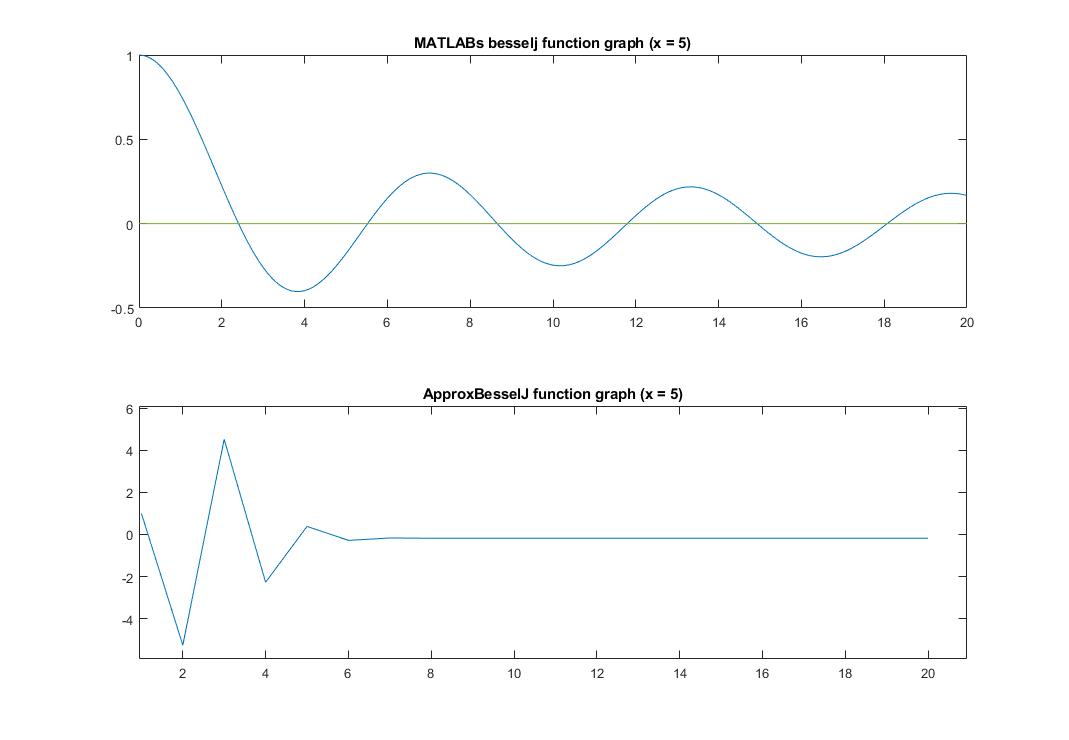 MATLABs besselj function graph (x = 5)
1
0.5
0
-0.5
0 2 4 6 8 10 12 14 16 18 20
ApproxBesselJ function graph (x = 5)
6
4
2
0
-2
-4
2 4 6 8 10 12 14 16 18 20